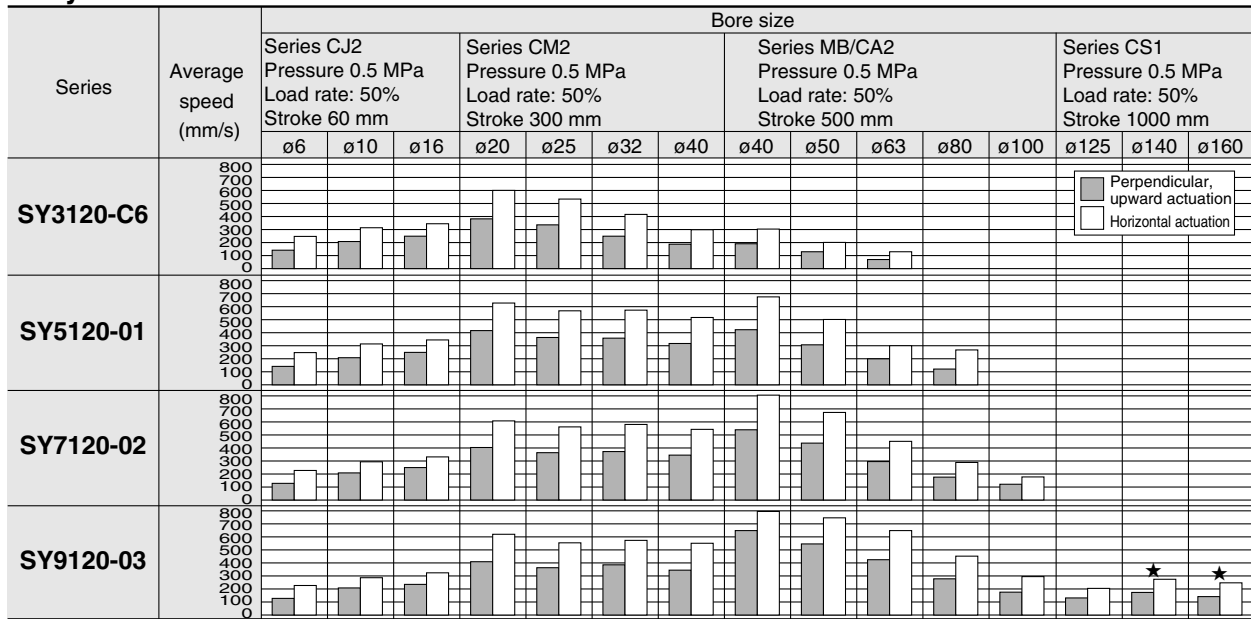 Bore size
Series
Average
speed
(mm/s)
Series CJ2
Pressure 0.5 MPa
Load rate: 50%
Stroke 60 mm
Series CM2
Pressure 0.5 MPa
Load rate: 50%
Stroke 300 mm
Series MB/CA2
Pressure 0.5 MPa
Load rate: 50%
Stroke 500 mm
Series CS1
Pressure 0.5 MPa
Load rate: 50%
Stroke 1000 mm
ø6 ø10 ø16 ø20 ø25 ø32 ø40 ø40 ø50 ø63 ø80 ø100 ø125 ø140 ø160
SY3120-C6
800
700
600
500
400
300
200
100
0
Perpendicular,
upward actuation
Horizontal actuation
SY5120-01
800
700
600
500
400
300
200
100
0
SY7120-02
800
700
600
500
400
300
200
100
0
SY9120-03
800
700
600
500
400
300
200
100
0
★ ★